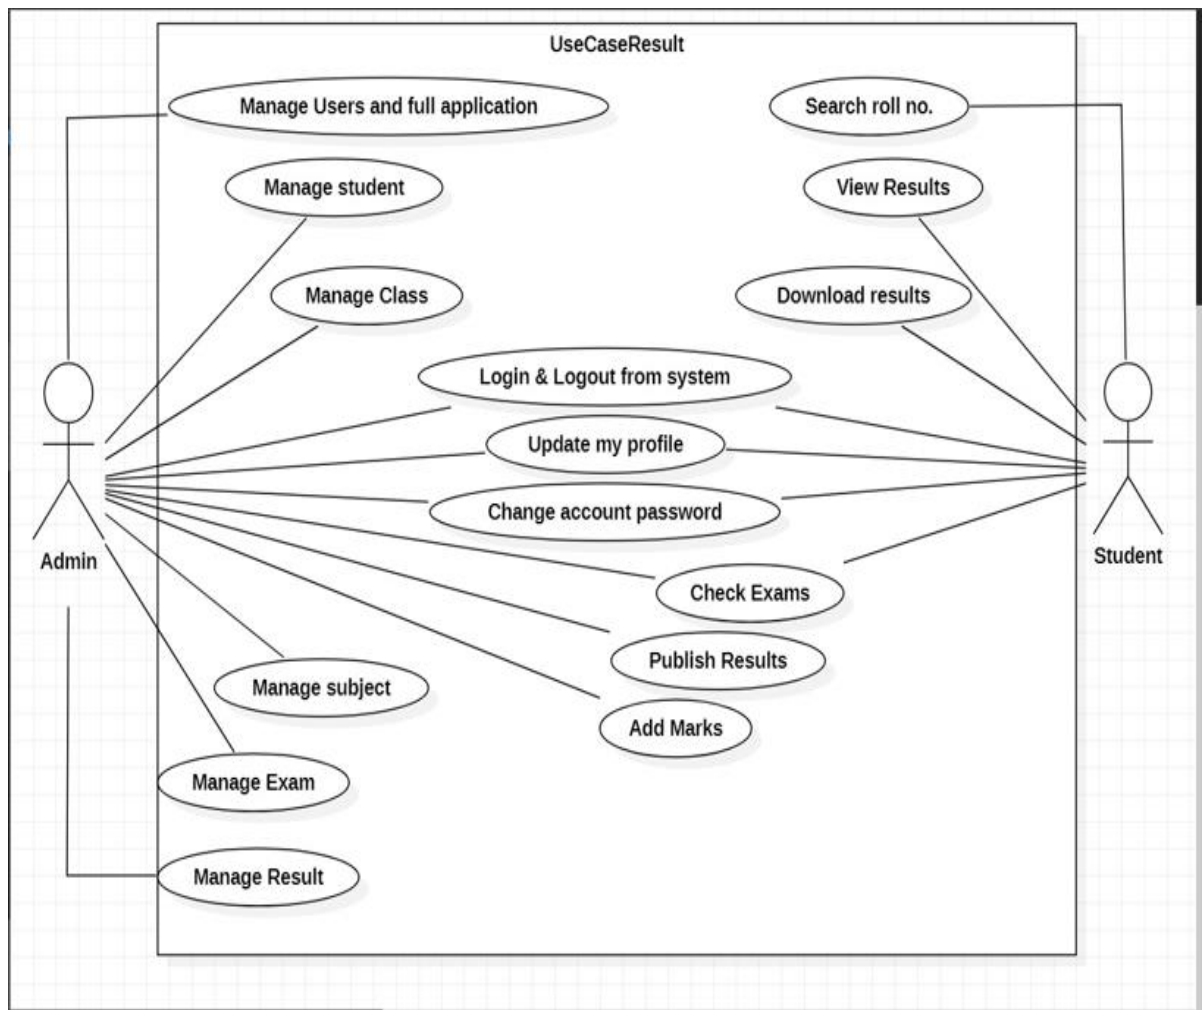 UseCaseResult
Manage Users and full application
Search roll no.
Manage student
View Results
Manage Class
Download results
Login & Logout from system
Update my profile
Change account password
Admin
Student
Check Exams
Publish Results
Manage subject
Add Marks
Manage Exam
Manage Result